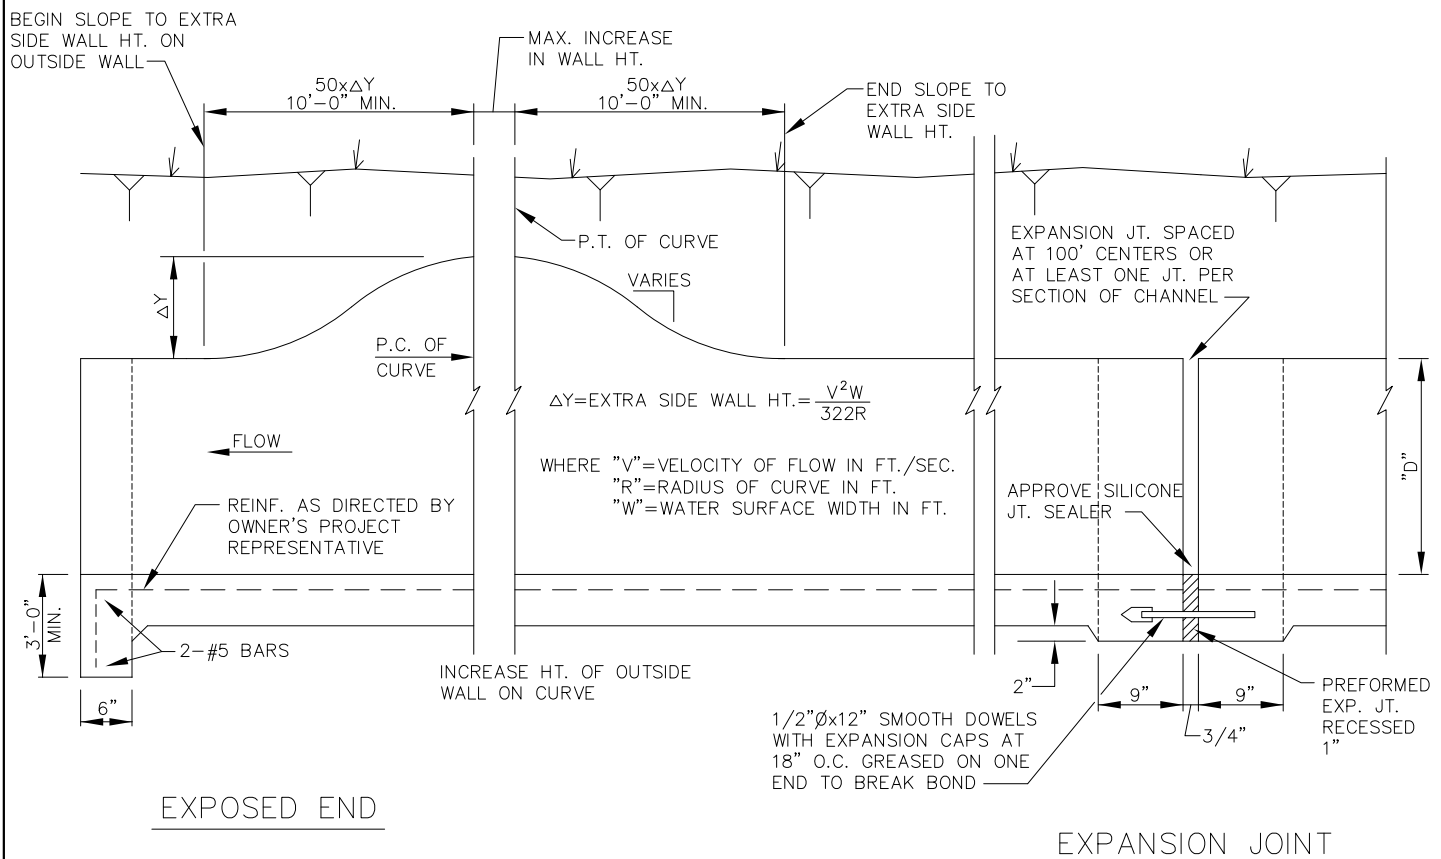 BEGIN SLOPE TO EXTRA
SIDE WALL HT. ON
OUTSIDE WALL
MAX. INCREASE
IN WALL HT.
50x△Y
10'-0" MIN.
50x△Y
10'-0" MIN.
END SLOPE TO
EXTRA SIDE
WALL HT.
P.T. OF CURVE
EXPANSION JT. SPACED
AT 100' CENTERS OR
AT LEAST ONE JT. PER
SECTION OF CHANNEL
VARIES
△Y
P.C. OF
CURVE
△Y=EXTRA SIDE WALL HT.=V²W
322R
FLOW
WHERE "V"=VELOCITY OF FLOW IN FT./SEC.
"R"=RADIUS OF CURVE IN FT.
"W"=WATER SURFACE WIDTH IN FT.
"D"
REINF. AS DIRECTED BY
OWNER'S PROJECT
REPRESENTATIVE
APPROVE SILICONE
JT. SEALER
3'-0"
MIN.
2-#5 BARS
INCREASE HT. OF OUTSIDE
WALL ON CURVE
6"
2"
9"
9"
3/4"
PREFORMED
EXP. JT.
RECESSED
1"
1/2"Øx12" SMOOTH DOWELS
WITH EXPANSION CAPS AT
18" O.C. GREASED ON ONE
END TO BREAK BOND
EXPOSED END
EXPANSION JOINT